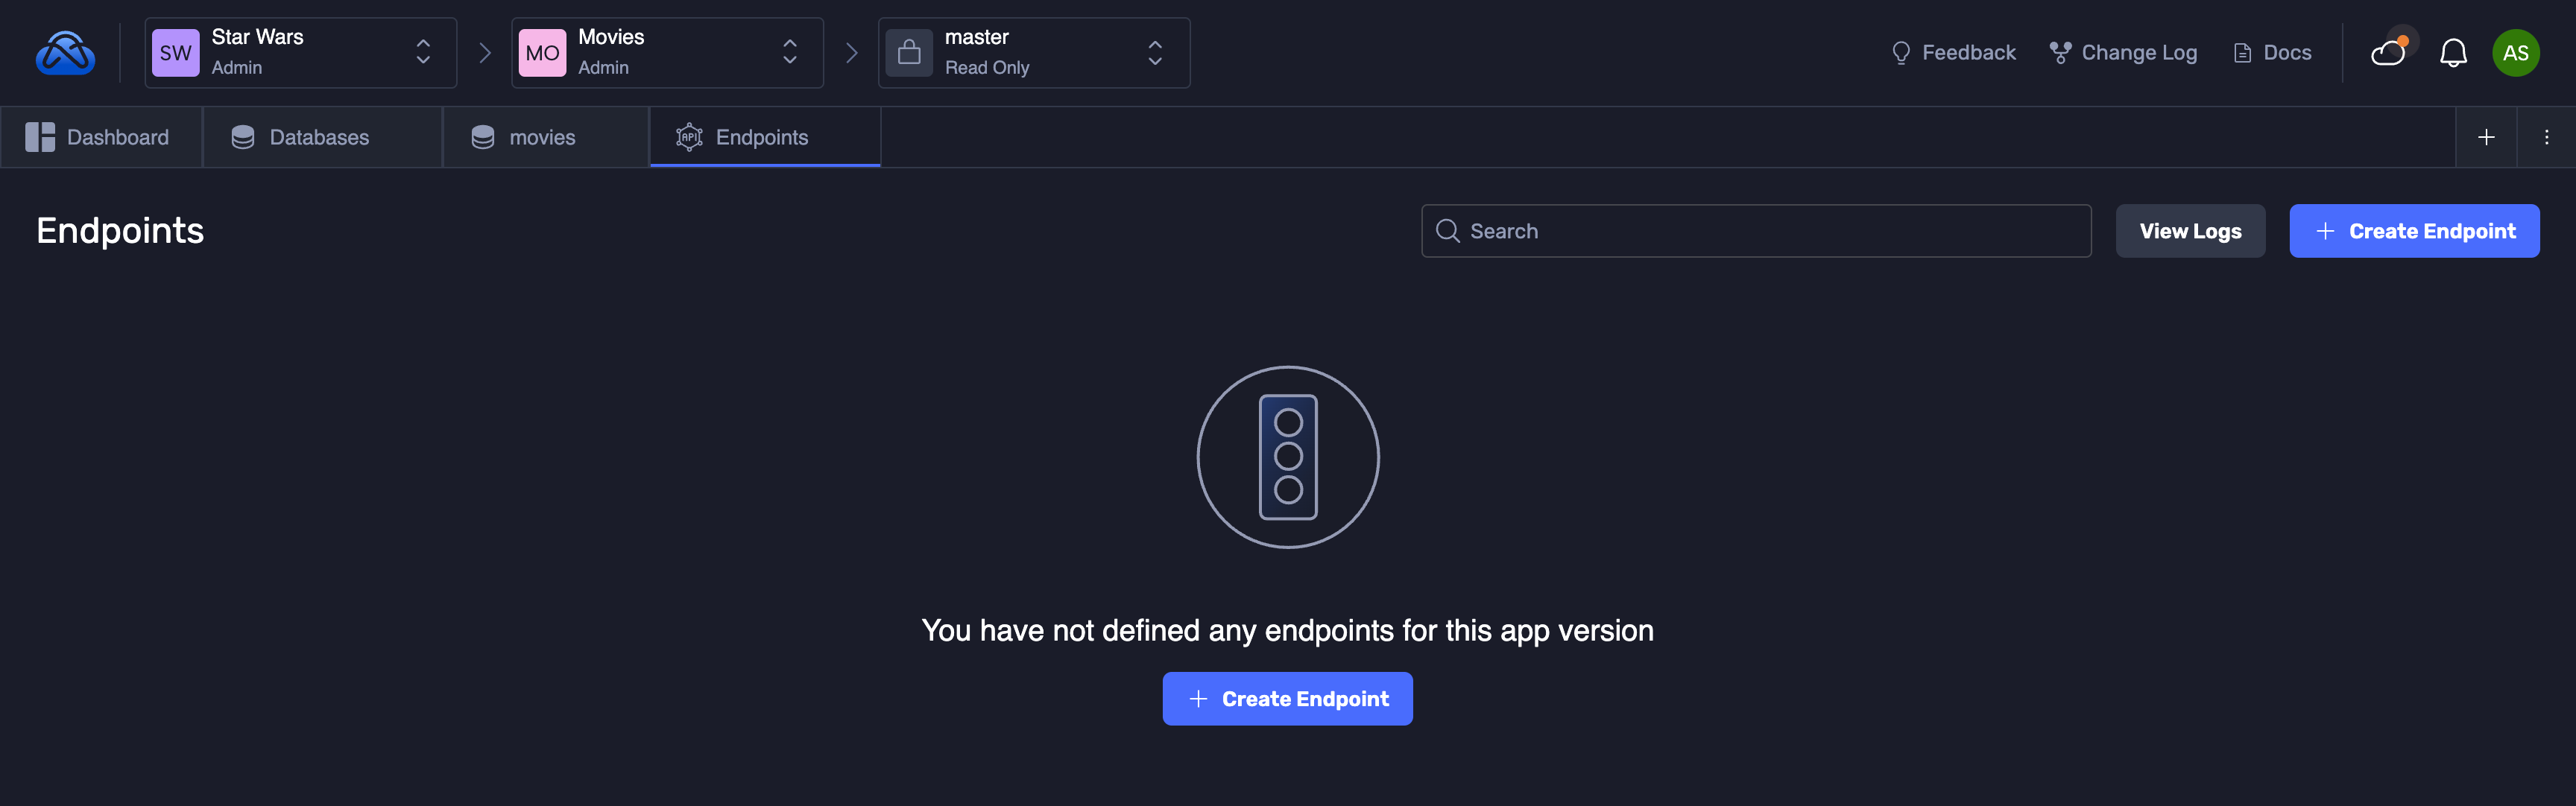 SW
Star Wars
Admin
MO
Movies
Admin
master
Read Only
Feedback
Change Log
Docs
AS
Dashboard
Databases
movies
API
Endpoints
Endpoints
Search
View Logs
+ Create Endpoint
You have not defined any endpoints for this app version
+ Create Endpoint